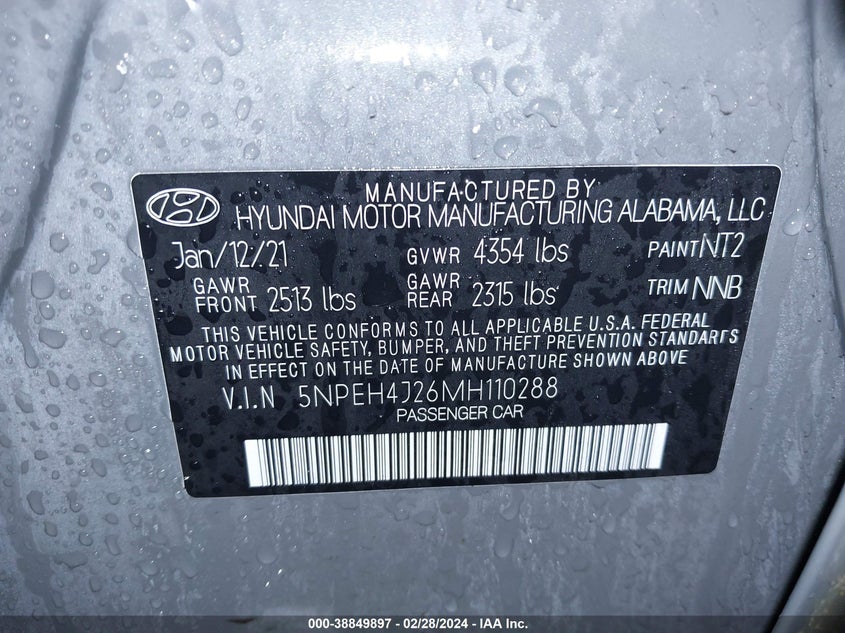 MANUFACTURED BY
HYUNDAI MOTOR MANUFACTURING ALABAMA, LLC
Jan/12/21 GVWR 4354 lbs PAINT NT2
GAWR FRONT 2513 lbs GAWR REAR 2315 lbs TRIM NNB
THIS VEHICLE CONFORMS TO ALL APPLICABLE U.S.A. FEDERAL
MOTOR VEHICLE SAFETY, BUMPER, AND THEFT PREVENTION STANDARTS
IN EFFECT ON THE DATE OF MANUFACTURE SHOWN ABOVE
V.I.N 5NPEH4J26MH110288
PASSENGER CAR
000-38849897 - 02/28/2024 - IAA Inc.